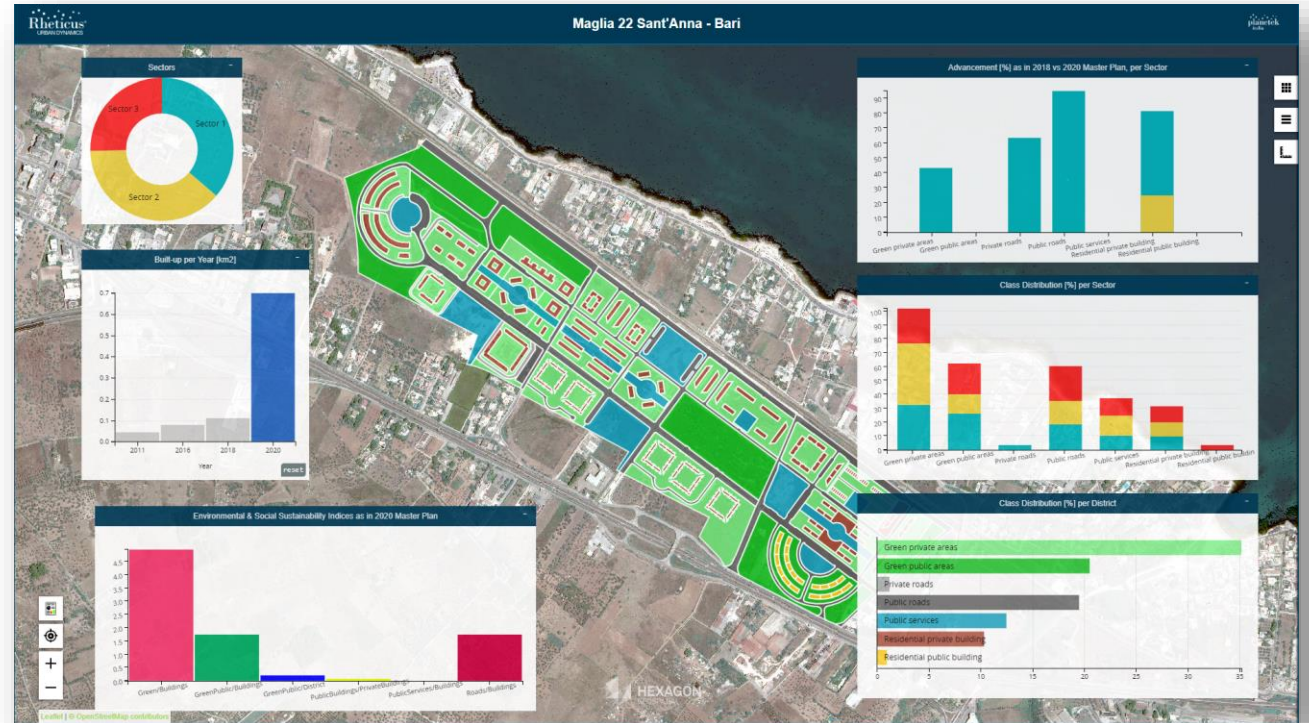 Rheticus®
URBAN DYNAMICS
Maglia 22 Sant'Anna - Bari
planetek
italia
Sectors
Sector 3
Sector 1
Sector 2
Built-up per Year [km2]
0.7
0.6
0.5
0.4
0.3
0.2
0.1
0.0
2011 2016 2018 2020
Year
reset
Environmental & Social Sustainability Indices as in 2020 Master Plan
4.5
4.0
3.5
3.0
2.5
2.0
1.5
1.0
0.5
0.0
Green/Buildings
GreenPublic/Buildings
GreenPublic/District
PublicBuildings/PrivateBuildings
PublicServices/Buildings
Roads/Buildings
Advancement [%] as in 2018 vs 2020 Master Plan, per Sector
90
80
70
60
50
40
30
20
10
0
Green private areas
Green public areas
Private roads
Public roads
Public services
Residential private building
Residential public building
Class Distribution [%] per Sector
100
90
80
70
60
50
40
30
20
10
0
Green private areas
Green public areas
Private roads
Public roads
Public services
Residential private building
Residential public buildin
Class Distribution [%] per District
Green private areas
Green public areas
Private roads
Public roads
Public services
Residential private building
Residential public building
0 5 10 15 20 25 30 35
+
−
HEXAGON
Leaflet | © OpenStreetMap contributors